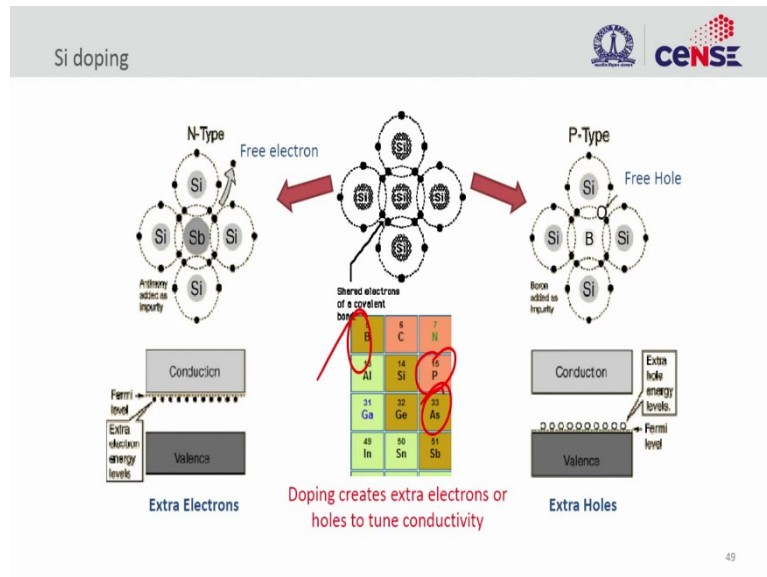 Si doping
CeNSE
N-Type
Free electron
Si
Si
Sb
Si
Si
Antimony
added as
impurity
Conduction
Fermi
level
Extra
electron
energy
levels
Valence
Extra Electrons
Si
Si
Si
Si
Si
Shared electrons
of a covalent
bond
5 6 7
B C N
14 15
Al Si P
31 32 33
Ga Ge As
49 50 51
In Sn Sb
Doping creates extra electrons or
holes to tune conductivity
P-Type
Free Hole
Si
Si
B
Si
Si
Boron
added as
impurity
Conducton
Extra
hole
energy
levels.
Fermi
level
Valence
Extra Holes
49